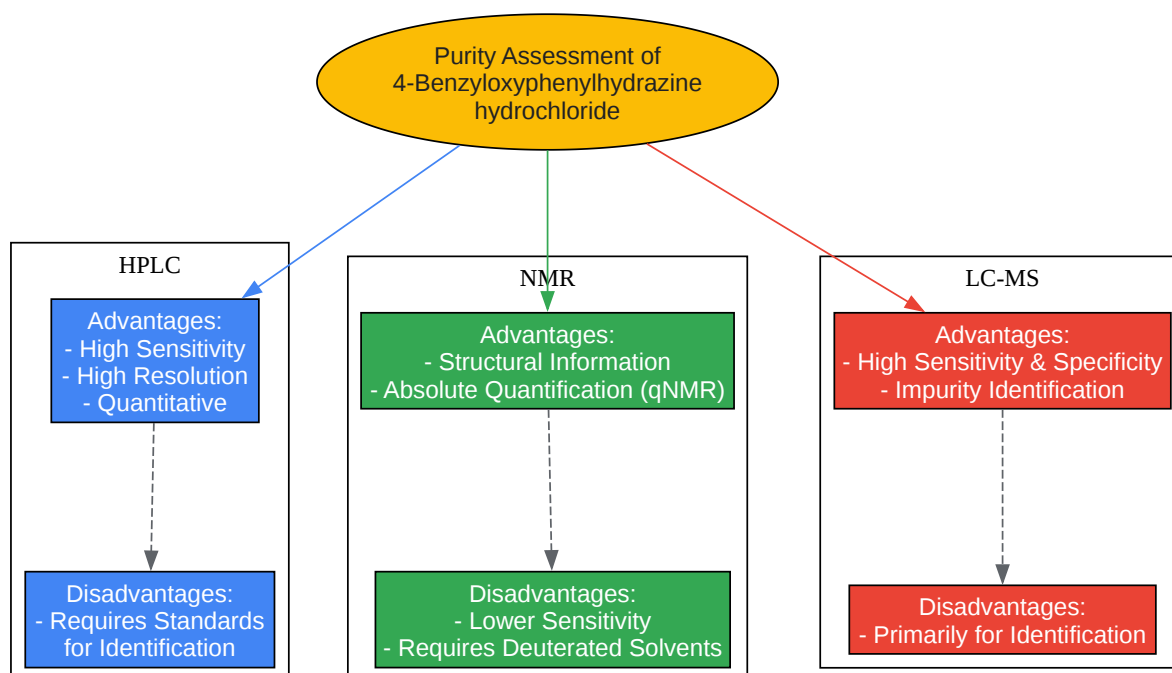 Purity Assessment of
4-Benzyloxyphenylhydrazine
hydrochloride
HPLC
Advantages:
- High Sensitivity
- High Resolution
- Quantitative
Disadvantages:
- Requires Standards
for Identification
NMR
Advantages:
- Structural Information
- Absolute Quantification (qNMR)
Disadvantages:
- Lower Sensitivity
- Requires Deuterated Solvents
LC-MS
Advantages:
- High Sensitivity & Specificity
- Impurity Identification
Disadvantages:
- Primarily for Identification